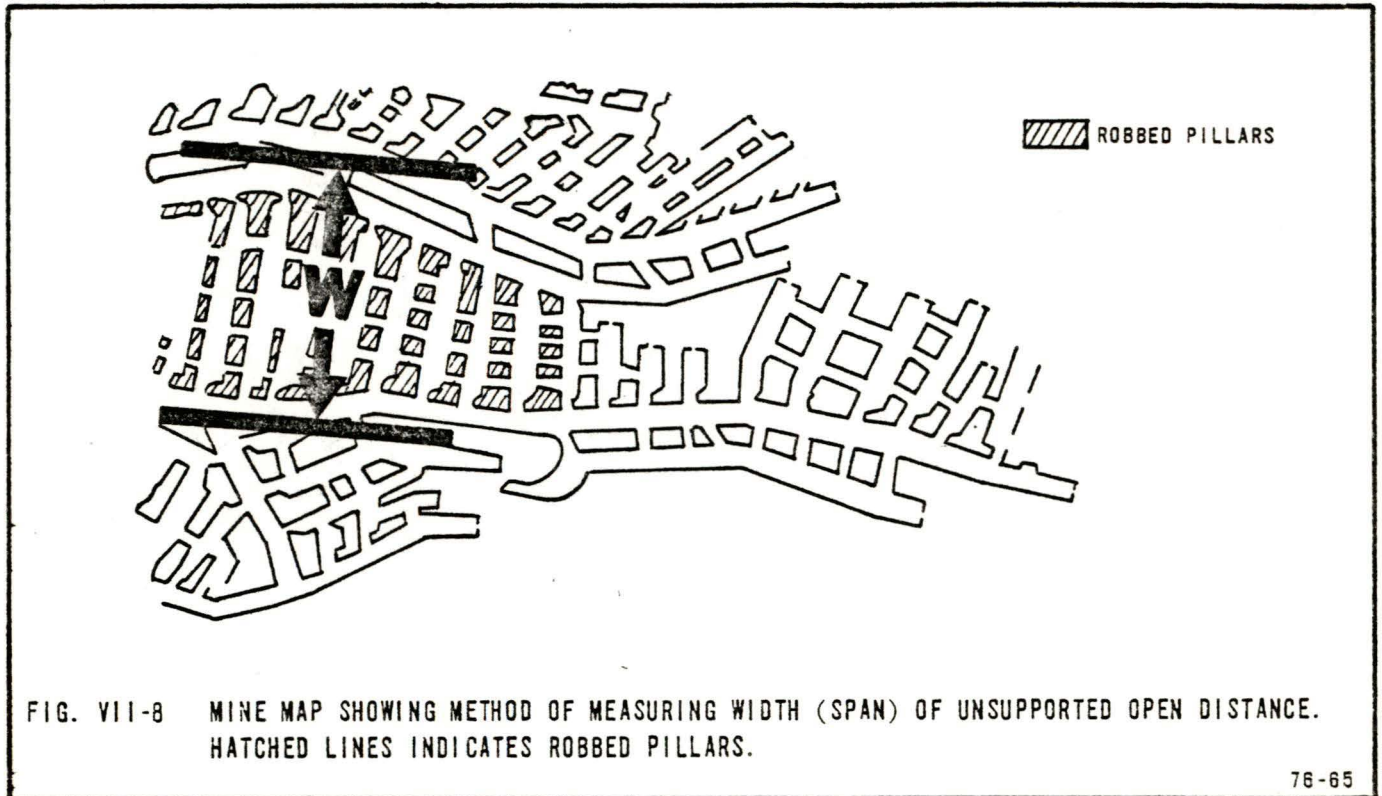 ROBBED PILLARS
W
FIG. VII-8 MINE MAP SHOWING METHOD OF MEASURING WIDTH (SPAN) OF UNSUPPORTED OPEN DISTANCE.
HATCHED LINES INDICATES ROBBED PILLARS.
76-65